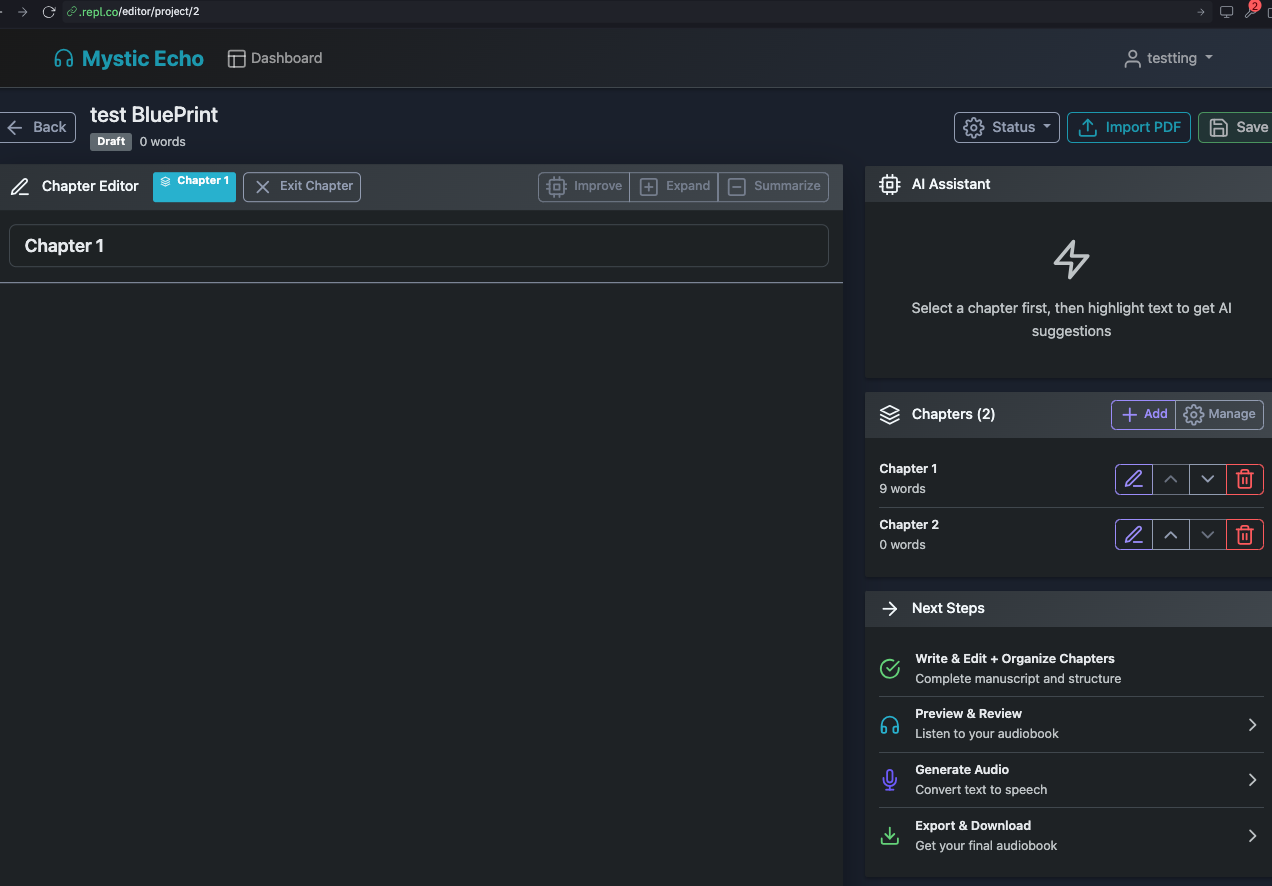 .repl.co/editor/project/2
2
Mystic Echo
Dashboard
testting
Back
test BluePrint
Draft
0 words
Status
Import PDF
Save
Chapter Editor
Chapter 1
Exit Chapter
Improve
Expand
Summarize
Chapter 1
AI Assistant
Select a chapter first, then highlight text to get AI
suggestions
Chapters (2)
Add
Manage
Chapter 1
9 words
Chapter 2
0 words
Next Steps
Write & Edit + Organize Chapters
Complete manuscript and structure
Preview & Review
Listen to your audiobook
Generate Audio
Convert text to speech
Export & Download
Get your final audiobook